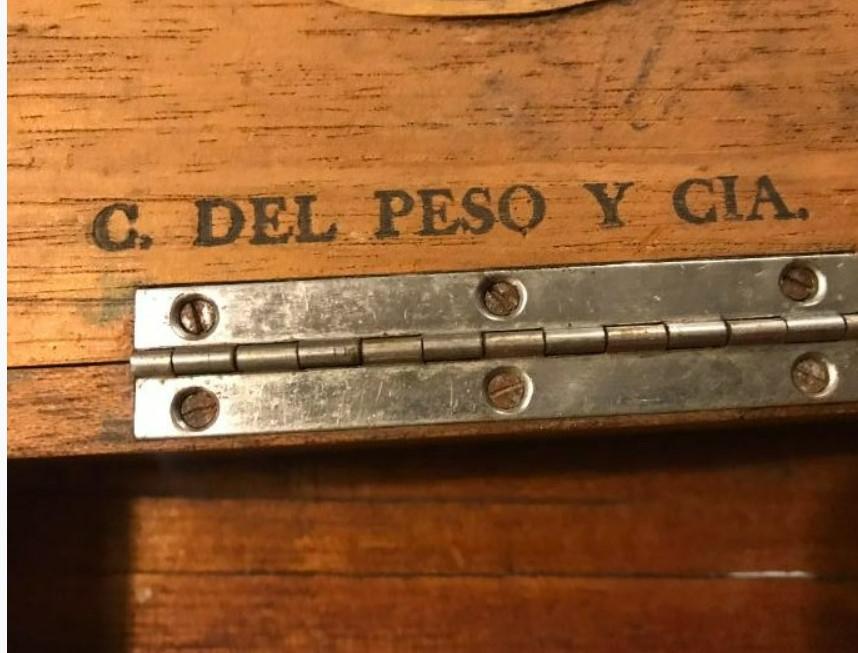 C. DEL PESO Y CIA.